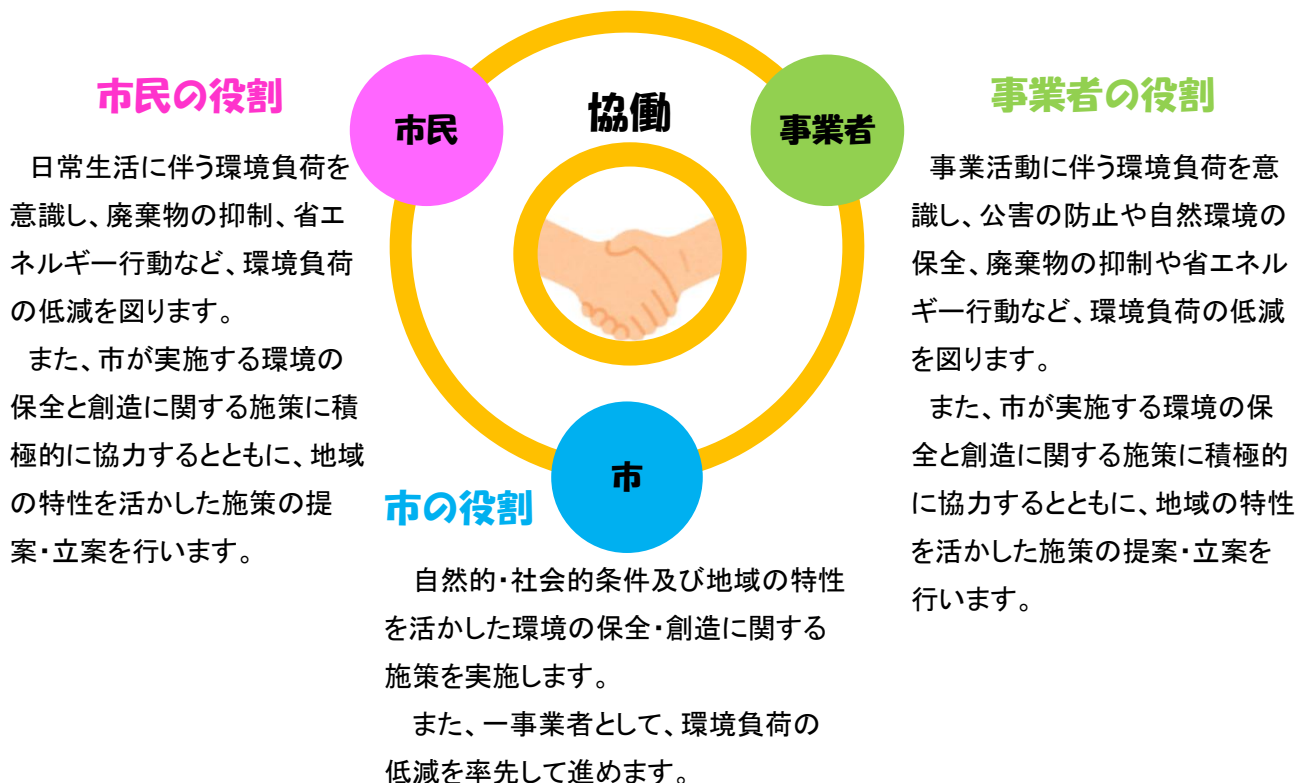 市民の役割
日常生活に伴う環境負荷を
意識し、廃棄物の抑制、省エ
ネルギー行動など、環境負荷
の低減を図ります。
また、市が実施する環境の
保全と創造に関する施策に積
極的に協力するとともに、地域
の特性を活かした施策の提
案・立案を行います。
市民
協働
事業者
事業者の役割
事業活動に伴う環境負荷を意
識し、公害の防止や自然環境の
保全、廃棄物の抑制や省エネル
ギー行動など、環境負荷の低減
を図ります。
また、市が実施する環境の保
全と創造に関する施策に積極的
に協力するとともに、地域の特性
を活かした施策の提案・立案を
行います。
市
市の役割
自然的・社会的条件及び地域の特性
を活かした環境の保全・創造に関する
施策を実施します。
また、一事業者として、環境負荷の
低減を率先して進めます。